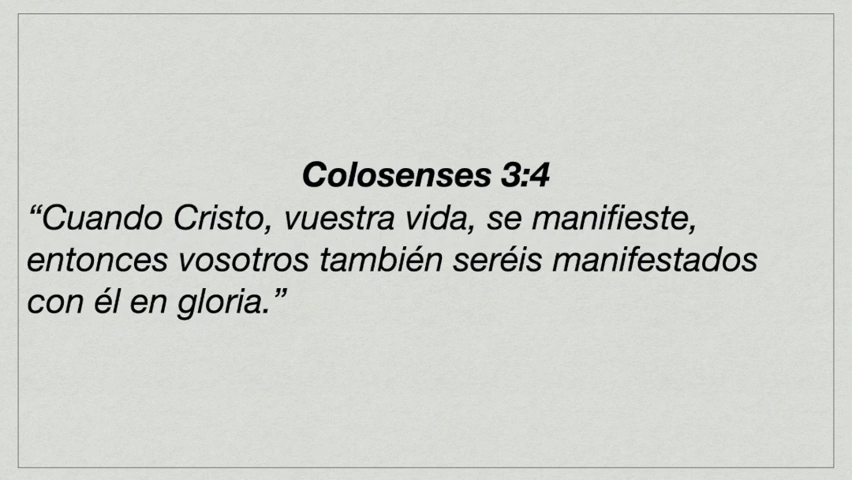 Colosenses 3:4
“Cuando Cristo, vuestra vida, se manifieste,
entonces vosotros también seréis manifestados
con él en gloria.”